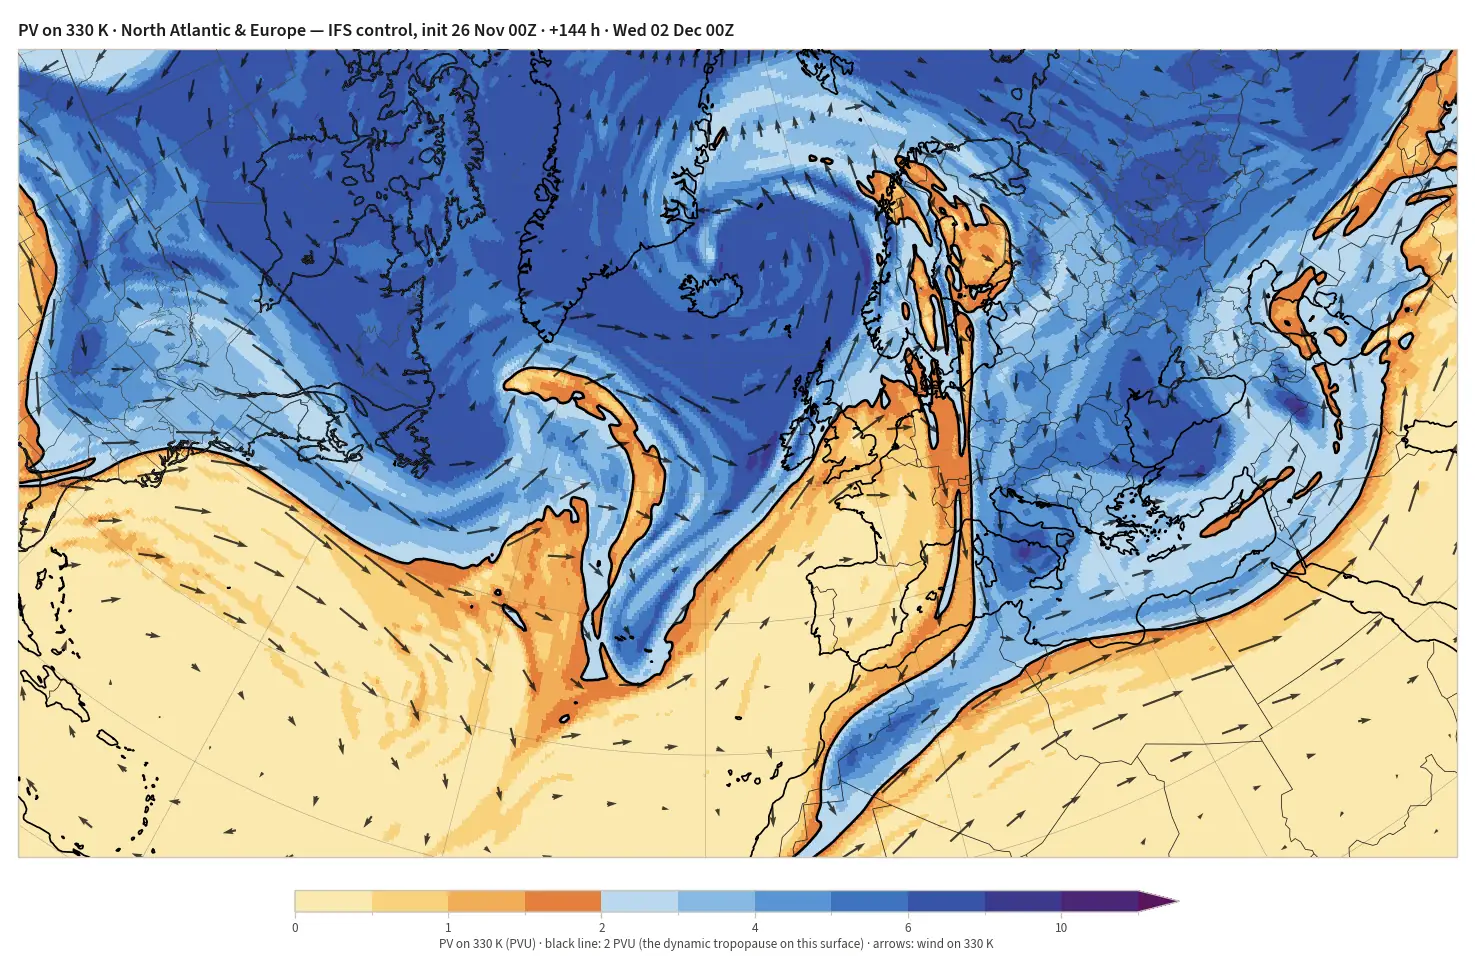 PV on 330 K · North Atlantic & Europe — IFS control, init 26 Nov 00Z · +144 h · Wed 02 Dec 00Z
0 1 2 4 6 10
PV on 330 K (PVU) · black line: 2 PVU (the dynamic tropopause on this surface) · arrows: wind on 330 K